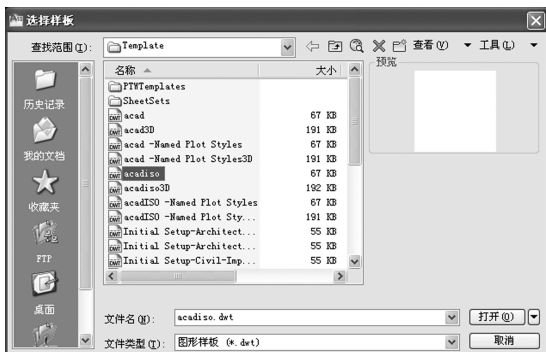 选择样板
查找范围(I): Template 查看(V) 工具(L)
名称 大小 预览
PTWTemplates
SheetSets
acad 67 KB
acad3D 191 KB
acad -Named Plot Styles 67 KB
acad -Named Plot Styles3D 191 KB
acadiso 67 KB
acadiso3D 192 KB
acadISO -Named Plot Styles 67 KB
acadISO -Named Plot Sty... 191 KB
Initial Setup-Architect... 55 KB
Initial Setup-Architect... 55 KB
Initial Setup-Civil-Imp... 55 KB
历史记录
我的文档
收藏夹
FTP
桌面
文件名(N): acadiso.dwt 打开(O)
文件类型(T): 图形样板 (*.dwt) 取消